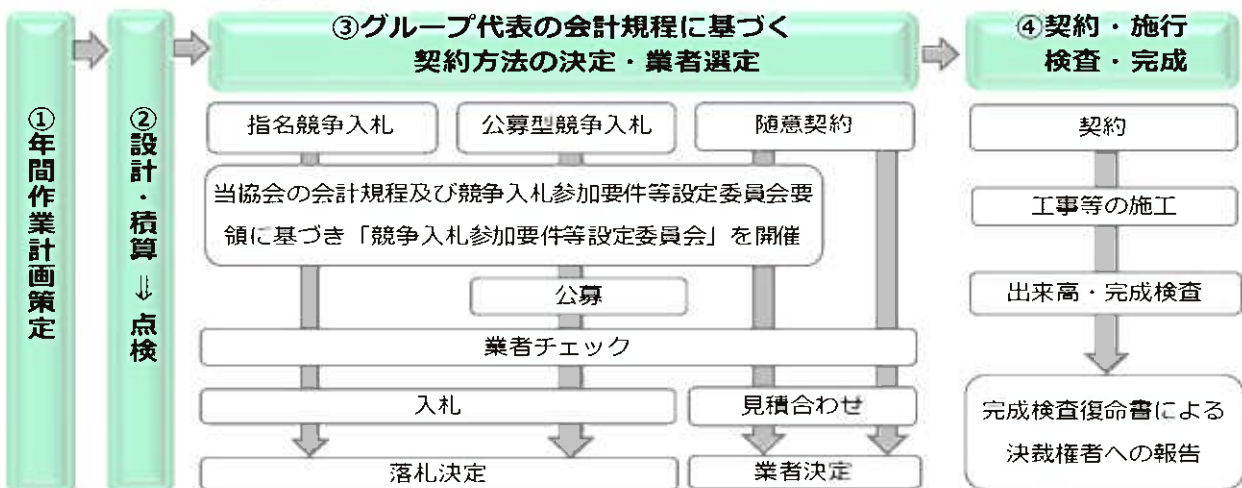 ①年間作業計画策定
②設計・積算⇓点検
③グループ代表の会計規程に基づく
契約方法の決定・業者選定
指名競争入札
公募型競争入札
随意契約
当協会の会計規程及び競争入札参加要件等設定委員会要
領に基づき「競争入札参加要件等設定委員会」を開催
公募
業者チェック
入札
見積合わせ
落札決定
業者決定
④契約・施行
検査・完成
契約
工事等の施工
出来高・完成検査
完成検査復命書による
決裁権者への報告